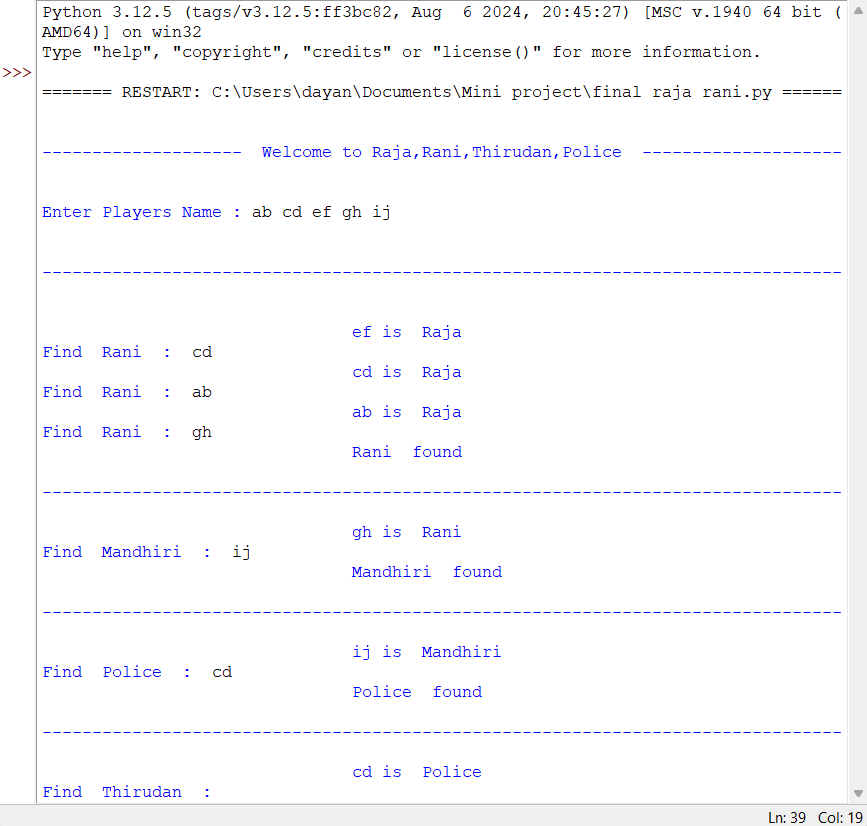 Python 3.12.5 (tags/v3.12.5:ff3bc82, Aug  6 2024, 20:45:27) [MSC v.1940 64 bit (
AMD64)] on win32
Type "help", "copyright", "credits" or "license()" for more information.
>>>
======= RESTART: C:\Users\dayan\Documents\Mini project\final raja rani.py ======
--------------------  Welcome to Raja,Rani,Thirudan,Police  --------------------
Enter Players Name : ab cd ef gh ij
--------------------------------------------------------------------------------
ef is  Raja
Find  Rani  :  cd
cd is  Raja
Find  Rani  :  ab
ab is  Raja
Find  Rani  :  gh
Rani  found
--------------------------------------------------------------------------------
gh is  Rani
Find  Mandhiri  :  ij
Mandhiri  found
--------------------------------------------------------------------------------
ij is  Mandhiri
Find  Police  :  cd
Police  found
--------------------------------------------------------------------------------
cd is  Police
Find  Thirudan  :
Ln: 39  Col: 19